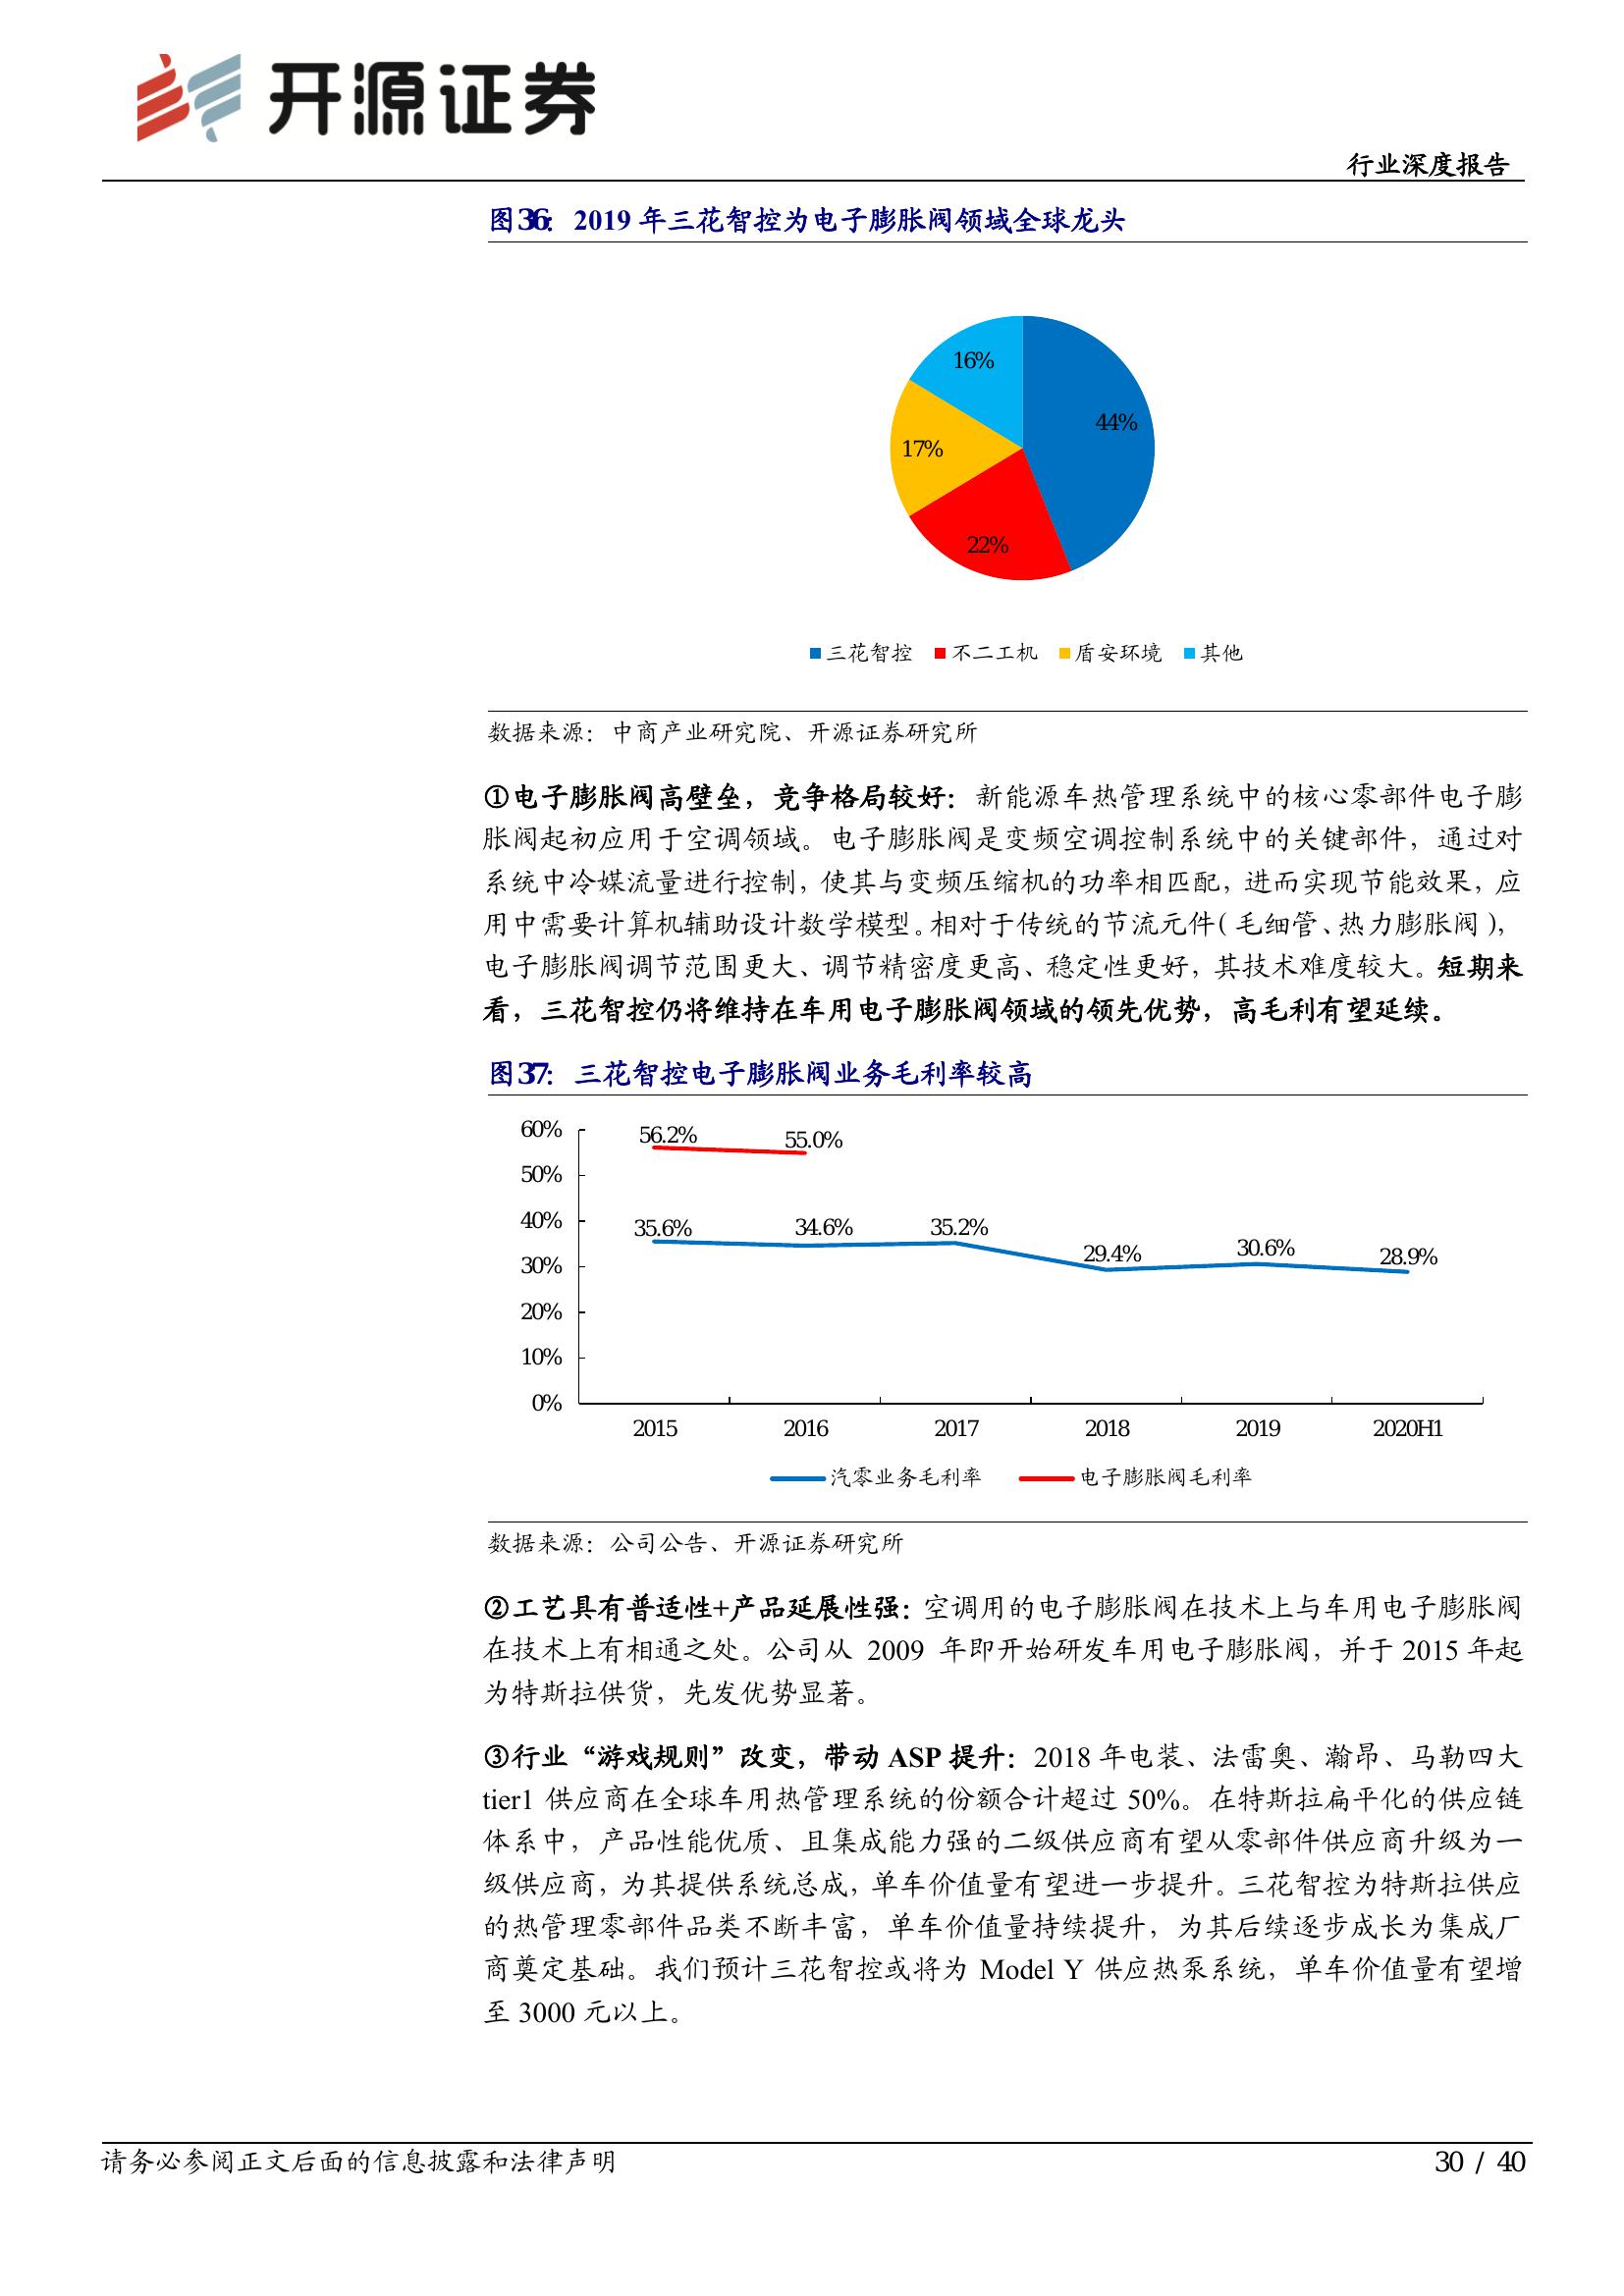 开源证券
行业深度报告
图36： 2019 年三花智控为电子膨胀阀领域全球龙头
16%
44%
17%
22%
三花智控 不二工机 盾安环境 其他
数据来源：中商产业研究院、开源证券研究所
①电子膨胀阀高壁垒，竞争格局较好：新能源车热管理系统中的核心零部件电子膨
胀阀起初应用于空调领域。电子膨胀阀是变频空调控制系统中的关键部件，通过对
系统中冷媒流量进行控制，使其与变频压缩机的功率相匹配，进而实现节能效果，应
用中需要计算机辅助设计数学模型。相对于传统的节流元件(毛细管、热力膨胀阀)，
电子膨胀阀调节范围更大、调节精密度更高、稳定性更好，其技术难度较大。短期来
看，三花智控仍将维持在车用电子膨胀阀领域的领先优势，高毛利有望延续。
图37： 三花智控电子膨胀阀业务毛利率较高
60%
56.2% 55.0%
50%
40%
35.6% 34.6% 35.2% 29.4% 30.6% 28.9%
30%
20%
10%
0%
2015 2016 2017 2018 2019 2020H1
汽零业务毛利率 电子膨胀阀毛利率
数据来源：公司公告、开源证券研究所
②工艺具有普适性+产品延展性强：空调用的电子膨胀阀在技术上与车用电子膨胀阀
在技术上有相通之处。公司从 2009 年即开始研发车用电子膨胀阀，并于 2015 年起
为特斯拉供货，先发优势显著。
③行业“游戏规则”改变，带动 ASP 提升：2018 年电装、法雷奥、瀚昂、马勒四大
tier1 供应商在全球车用热管理系统的份额合计超过 50%。在特斯拉扁平化的供应链
体系中，产品性能优质、且集成能力强的二级供应商有望从零部件供应商升级为一
级供应商，为其提供系统总成，单车价值量有望进一步提升。三花智控为特斯拉供应
的热管理零部件品类不断丰富，单车价值量持续提升，为其后续逐步成长为集成厂
商奠定基础。我们预计三花智控或将为 Model Y 供应热泵系统，单车价值量有望增
至 3000 元以上。
请务必参阅正文后面的信息披露和法律声明
30 / 40